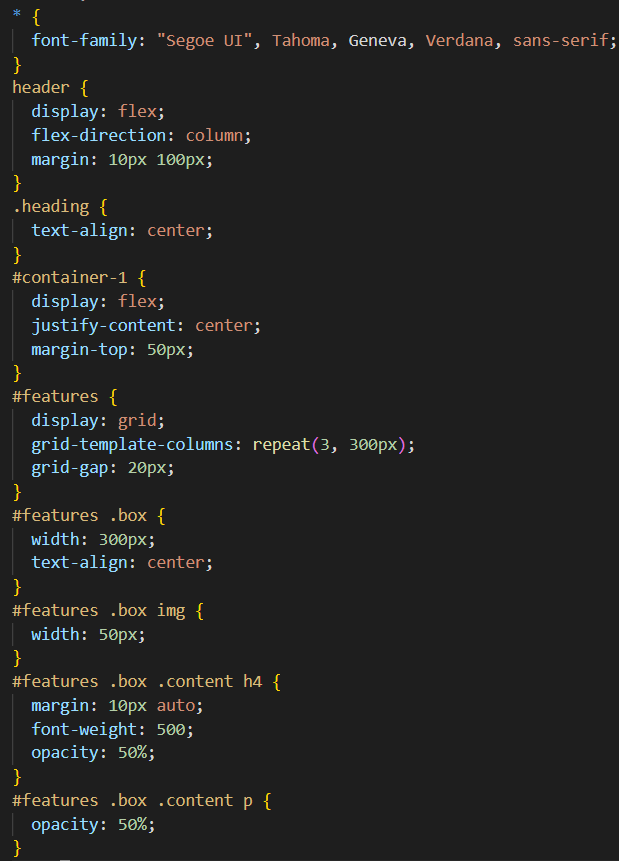 * {
  font-family: "Segoe UI", Tahoma, Geneva, Verdana, sans-serif;
}
header {
  display: flex;
  flex-direction: column;
  margin: 10px 100px;
}
.heading {
  text-align: center;
}
#container-1 {
  display: flex;
  justify-content: center;
  margin-top: 50px;
}
#features {
  display: grid;
  grid-template-columns: repeat(3, 300px);
  grid-gap: 20px;
}
#features .box {
  width: 300px;
  text-align: center;
}
#features .box img {
  width: 50px;
}
#features .box .content h4 {
  margin: 10px auto;
  font-weight: 500;
  opacity: 50%;
}
#features .box .content p {
  opacity: 50%;
}